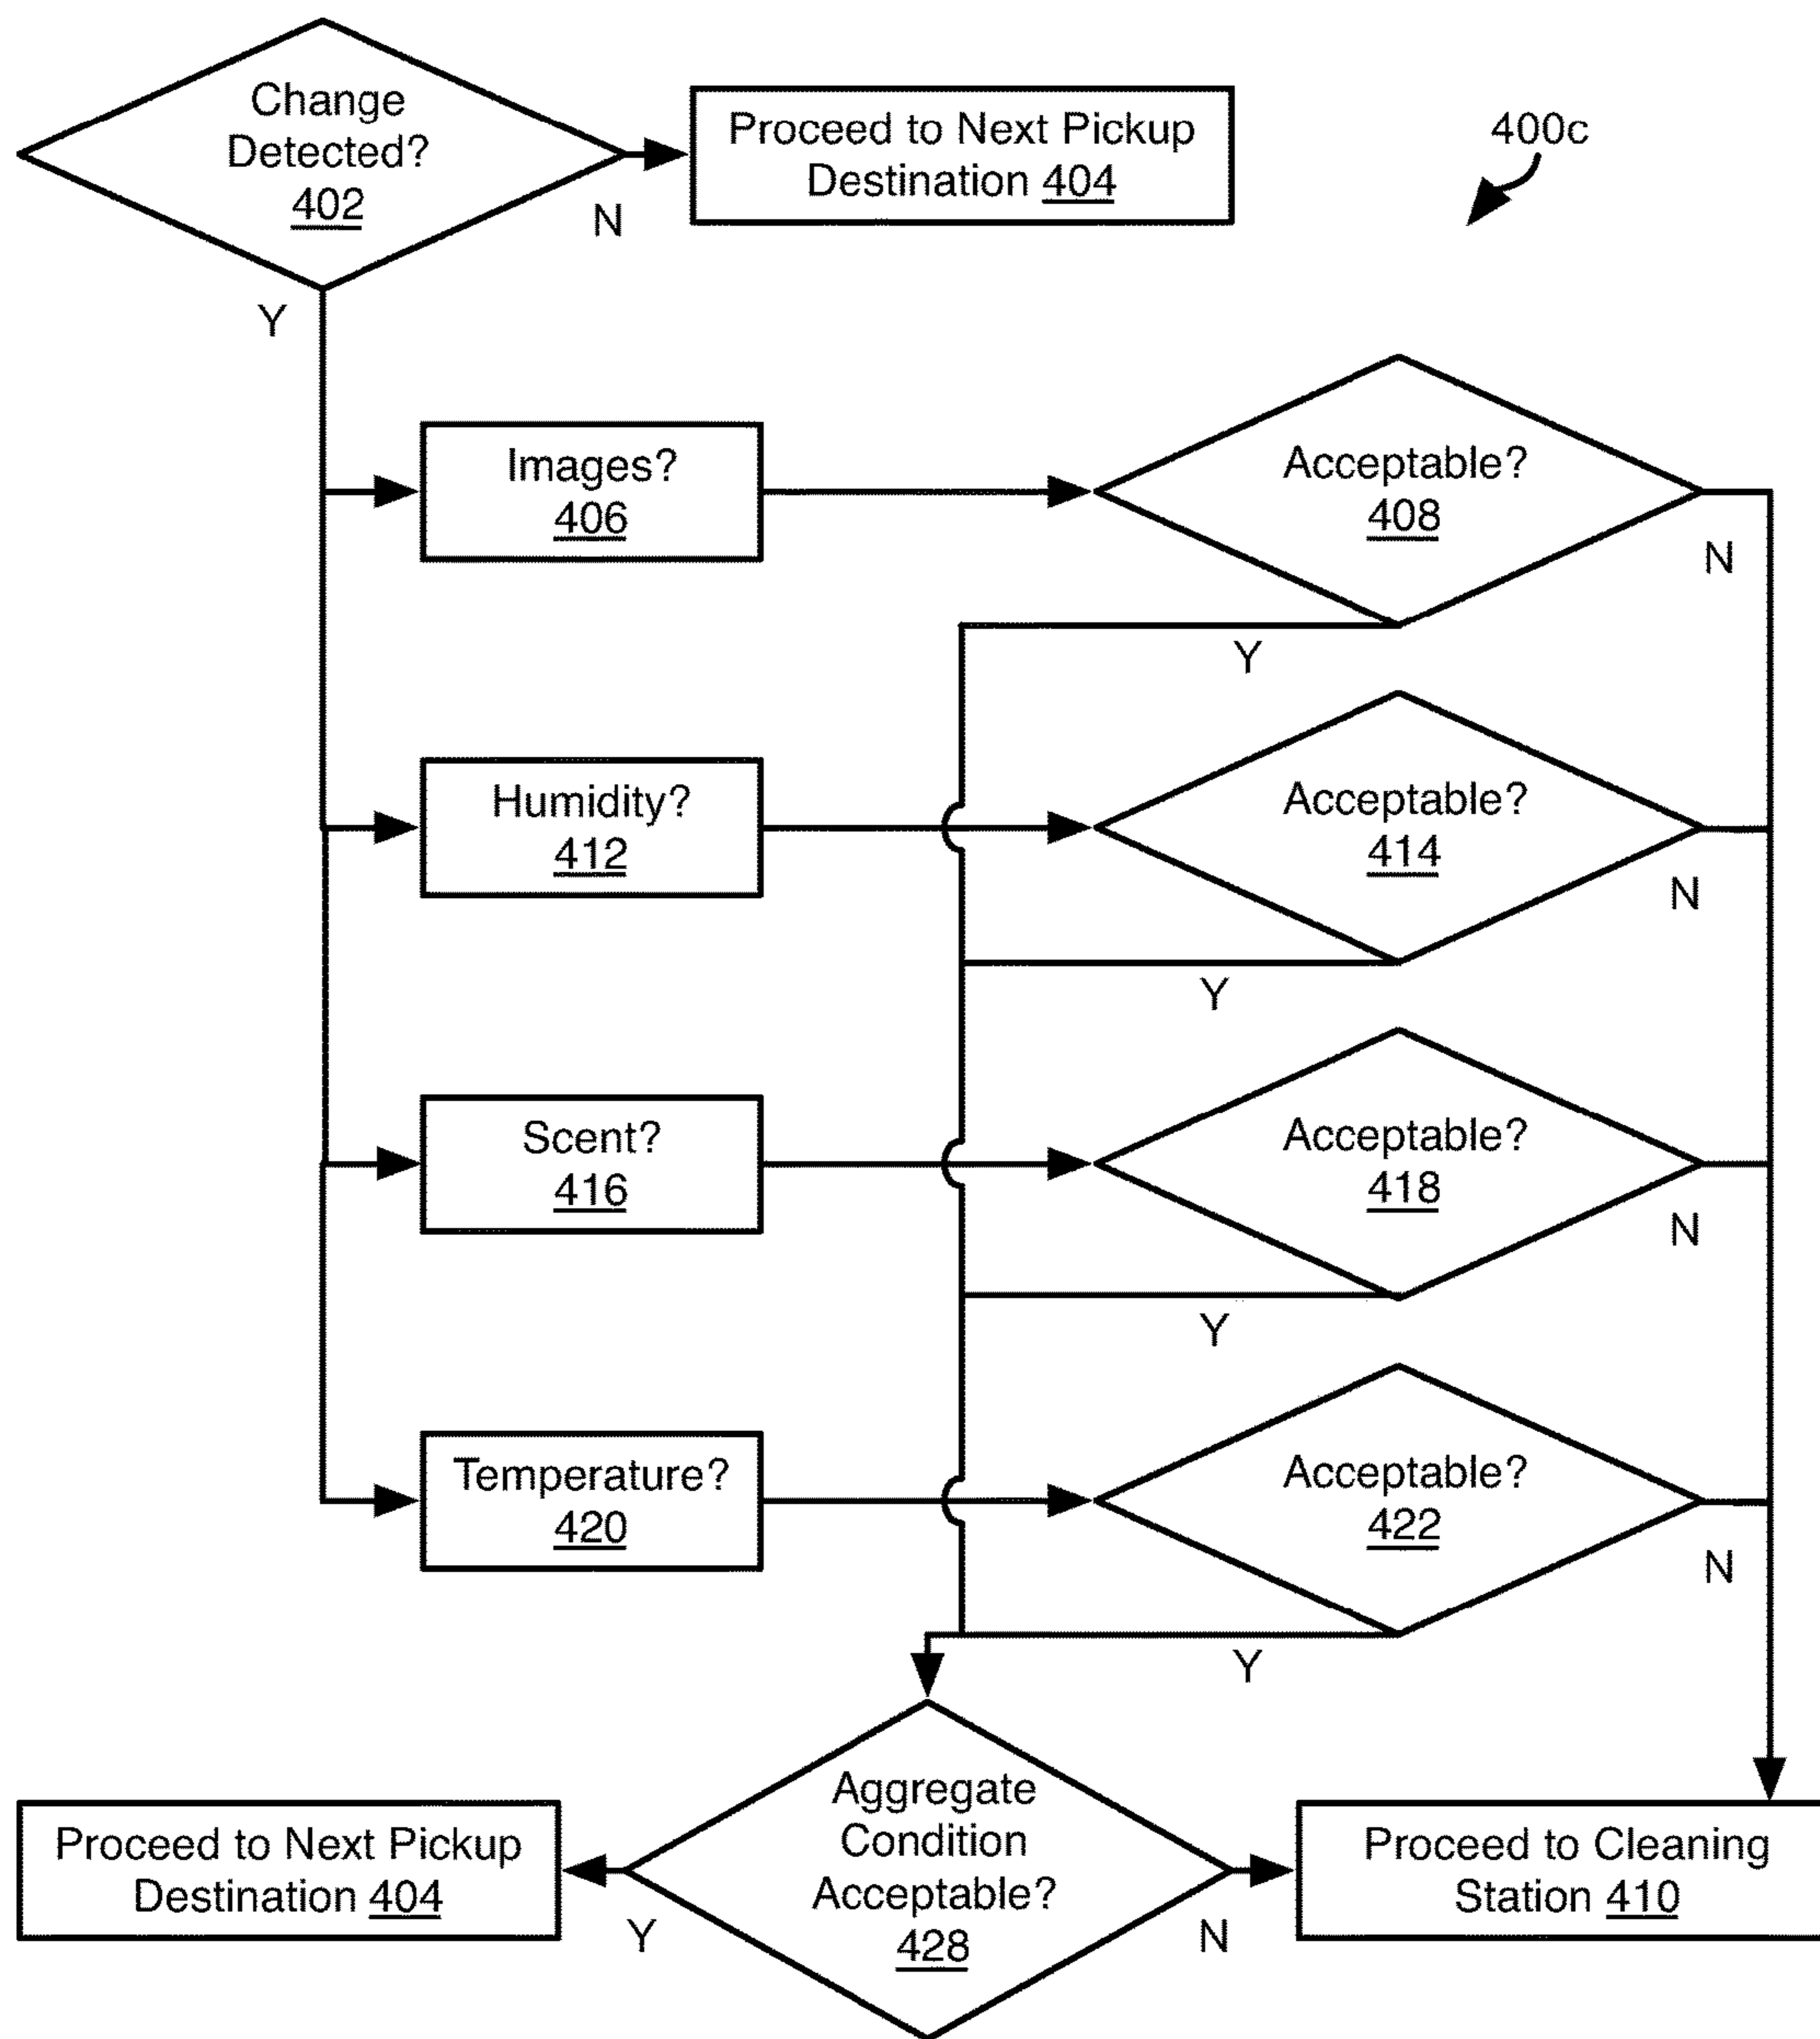 Change
Detected?
402
N
Y
Proceed to Next Pickup
Destination 404
400c
Images?
406
Acceptable?
408
N
Y
Humidity?
412
Acceptable?
414
N
Y
Scent?
416
Acceptable?
418
N
Y
Temperature?
420
Acceptable?
422
N
Y
Aggregate
Condition
Acceptable?
428
Y
N
Proceed to Next Pickup
Destination 404
Proceed to Cleaning
Station 410